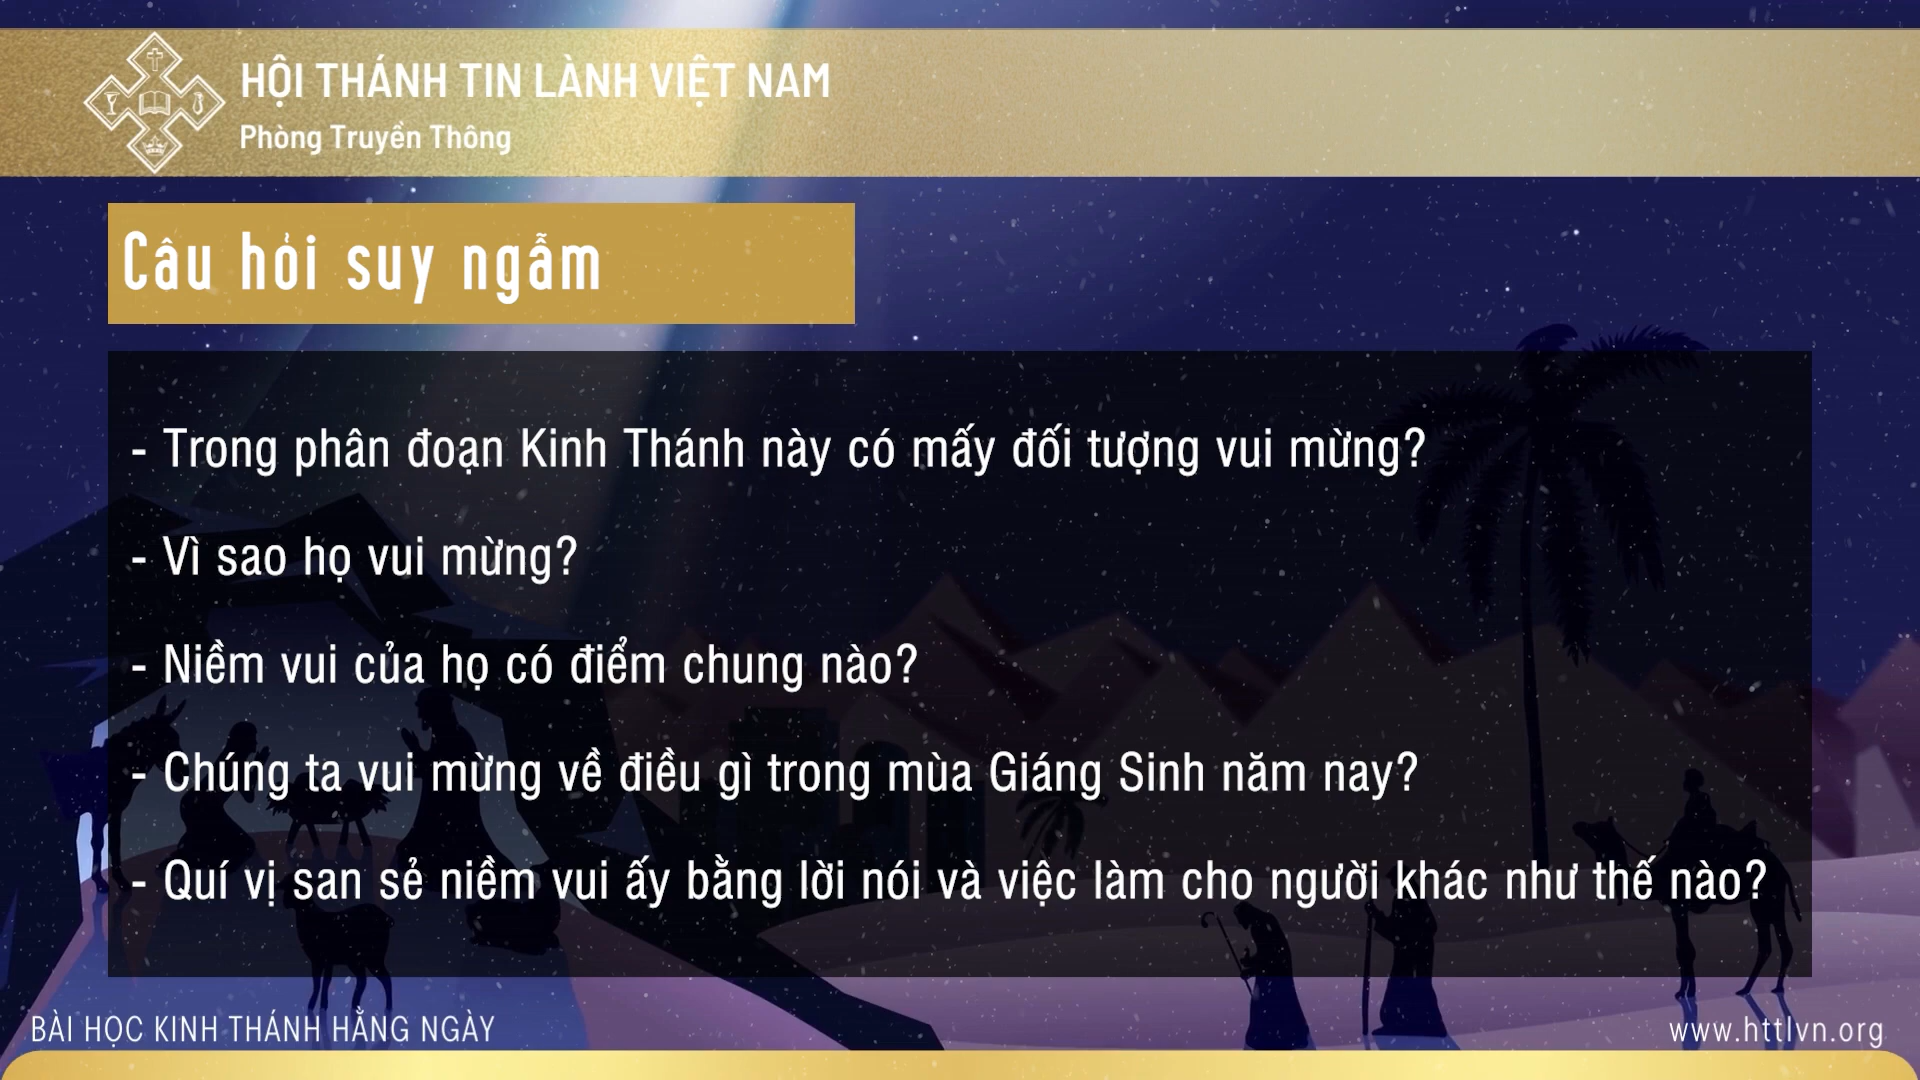 HỘI THÁNH TIN LÀNH VIỆT NAM
Phòng Truyền Thông
Câu hỏi suy ngẫm
- Trong phân đoạn Kinh Thánh này có mấy đối tượng vui mừng?
- Vì sao họ vui mừng?
- Niềm vui của họ có điểm chung nào?
- Chúng ta vui mừng về điều gì trong mùa Giáng Sinh năm nay?
- Quí vị san sẻ niềm vui ấy bằng lời nói và việc làm cho người khác như thế nào?
BÀI HỌC KINH THÁNH HẰNG NGÀY
www.httlvn.org